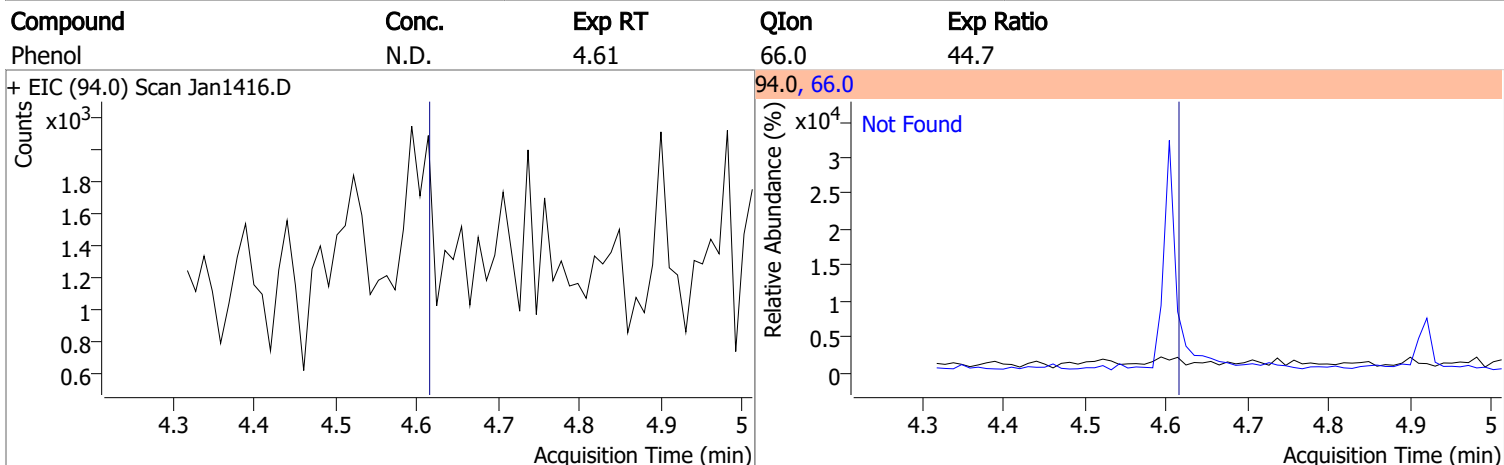 Compound Conc. Exp RT QIon Exp Ratio
Phenol N.D. 4.61 66.0 44.7
+ EIC (94.0) Scan Jan1416.D
Counts
x10³
1.8
1.6
1.4
1.2
1
0.8
0.6
4.3 4.4 4.5 4.6 4.7 4.8 4.9 5
Acquisition Time (min)
94.0, 66.0
Relative Abundance (%)
x10⁴
Not Found
3
2.5
2
1.5
1
0.5
0
4.3 4.4 4.5 4.6 4.7 4.8 4.9 5
Acquisition Time (min)